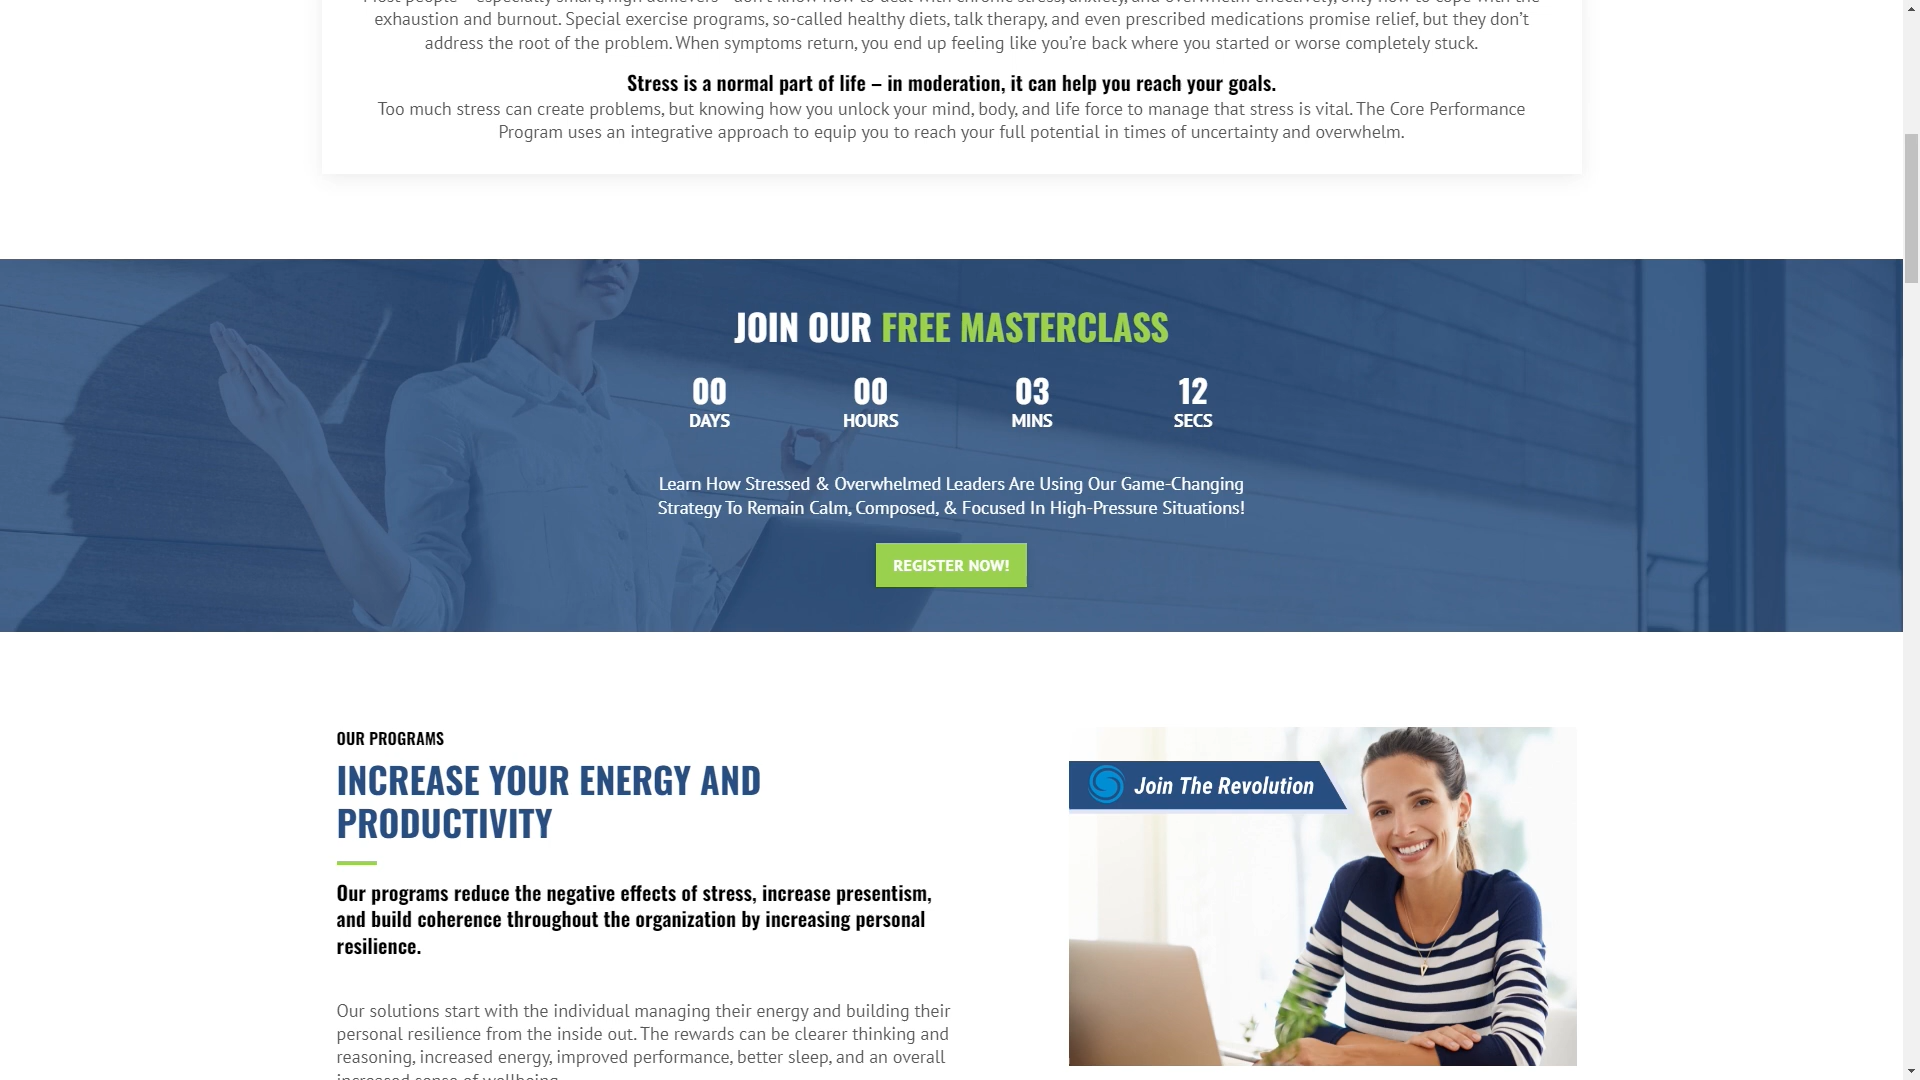 exhaustion and burnout. Special exercise programs, so-called healthy diets, talk therapy, and even prescribed medications promise relief, but they don’t
address the root of the problem. When symptoms return, you end up feeling like you’re back where you started or worse completely stuck.
Stress is a normal part of life – in moderation, it can help you reach your goals.
Too much stress can create problems, but knowing how you unlock your mind, body, and life force to manage that stress is vital. The Core Performance
Program uses an integrative approach to equip you to reach your full potential in times of uncertainty and overwhelm.
JOIN OUR FREE MASTERCLASS
00 00 03 12
DAYS HOURS MINS SECS
Learn How Stressed & Overwhelmed Leaders Are Using Our Game-Changing
Strategy To Remain Calm, Composed, & Focused In High-Pressure Situations!
REGISTER NOW!
OUR PROGRAMS
INCREASE YOUR ENERGY AND
PRODUCTIVITY
Our programs reduce the negative effects of stress, increase presentism,
and build coherence throughout the organization by increasing personal
resilience.
Our solutions start with the individual managing their energy and building their
personal resilience from the inside out. The rewards can be clearer thinking and
reasoning, increased energy, improved performance, better sleep, and an overall
Join The Revolution